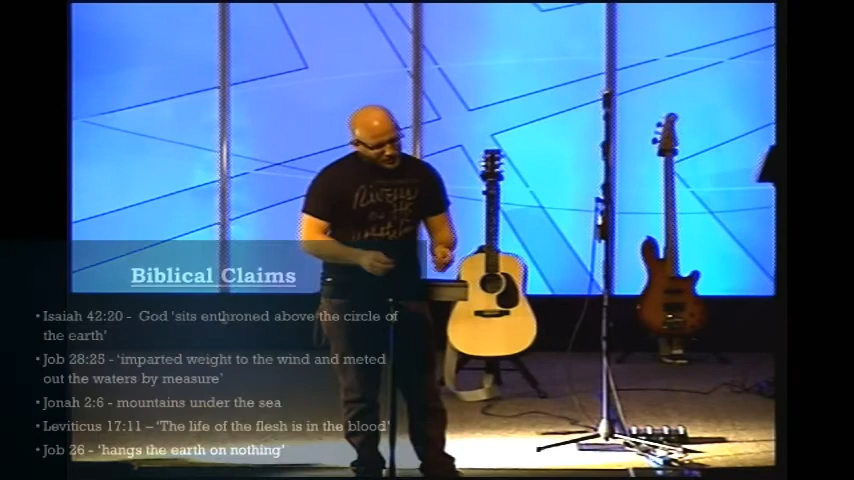 Biblical Claims
• Isaiah 42:20 - God 'sits enthroned above the circle of
the earth'
• Job 28:25 - 'imparted weight to the wind and meted
out the waters by measure'
• Jonah 2:6 - mountains under the sea
• Leviticus 17:11 – 'The life of the flesh is in the blood'
• Job 26 - 'hangs the earth on nothing'